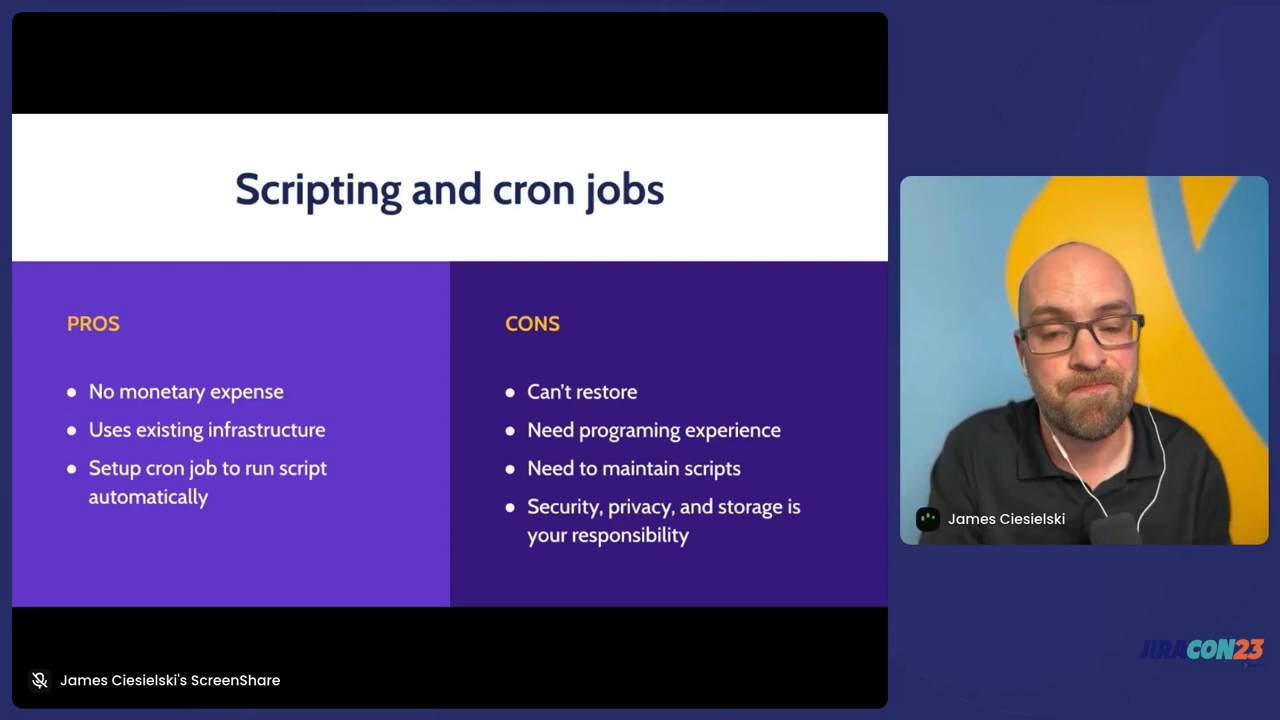 Scripting and cron jobs
PROS
● No monetary expense
● Uses existing infrastructure
● Setup cron job to run script
automatically
CONS
● Can’t restore
● Need programing experience
● Need to maintain scripts
● Security, privacy, and storage is
your responsibility
James Ciesielski
James Ciesielski's ScreenShare
JIRACON23